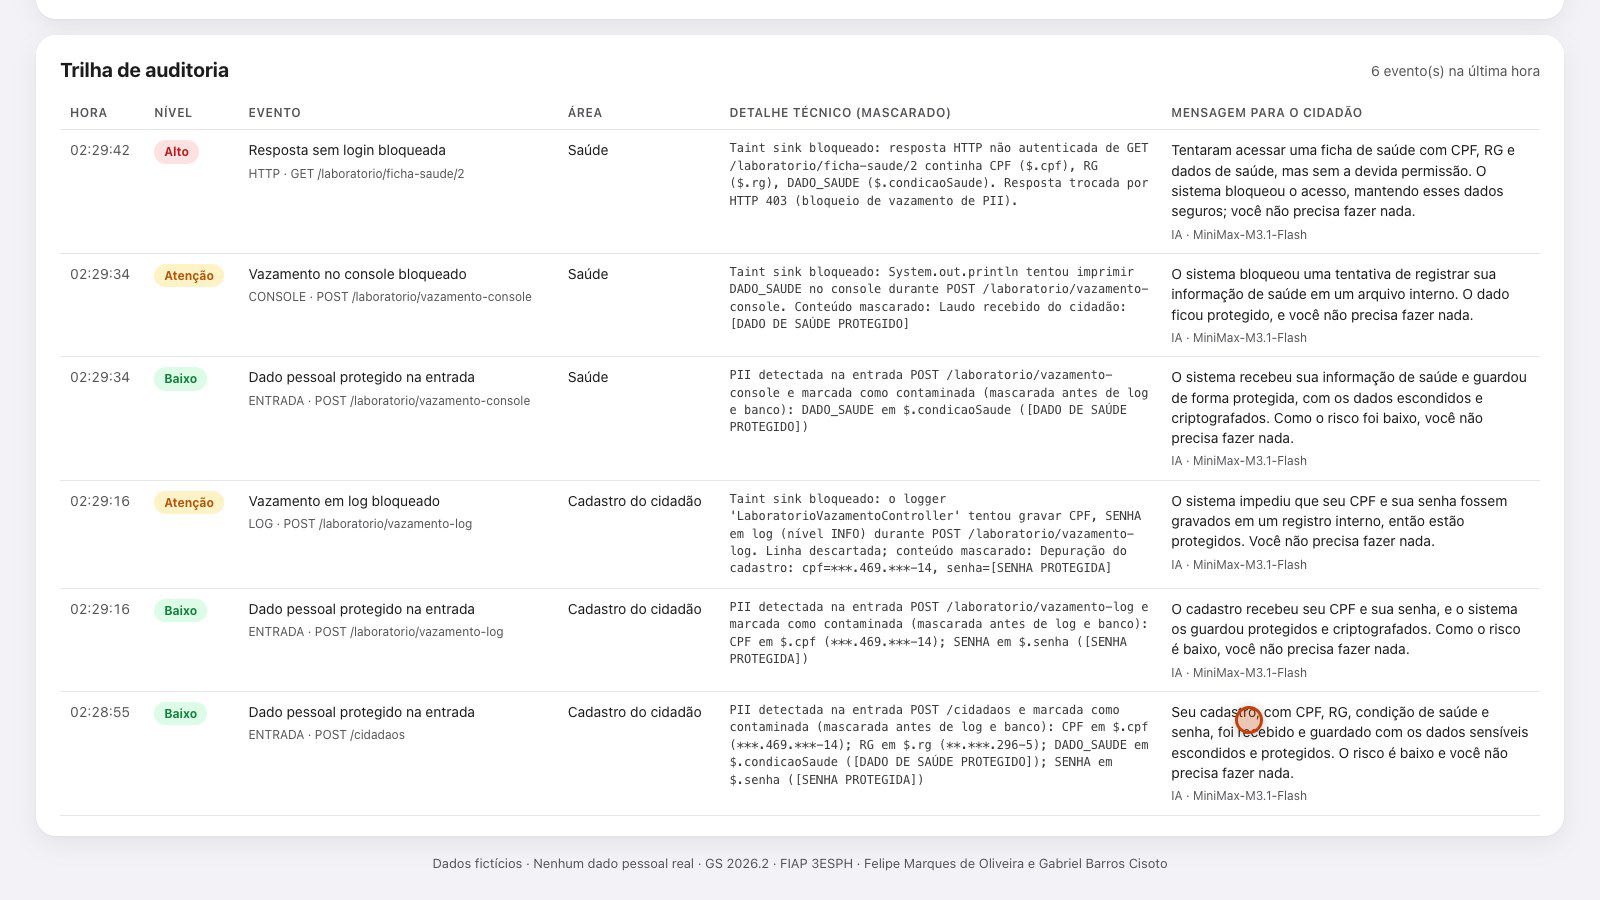 Trilha de auditoria
6 evento(s) na última hora
HORA NÍVEL EVENTO ÁREA DETALHE TÉCNICO (MASCARADO) MENSAGEM PARA O CIDADÃO
02:29:42
Alto
Resposta sem login bloqueada
HTTP · GET /laboratorio/ficha-saude/2
Saúde
Taint sink bloqueado: resposta HTTP não autenticada de GET
/laboratorio/ficha-saude/2 continha CPF ($.cpf), RG
($.rg), DADO_SAUDE ($.condicaoSaude). Resposta trocada por
HTTP 403 (bloqueio de vazamento de PII).
Tentaram acessar uma ficha de saúde com CPF, RG e
dados de saúde, mas sem a devida permissão. O
sistema bloqueou o acesso, mantendo esses dados
seguros; você não precisa fazer nada.
IA · MiniMax-M3.1-Flash
02:29:34
Atenção
Vazamento no console bloqueado
CONSOLE · POST /laboratorio/vazamento-console
Saúde
Taint sink bloqueado: System.out.println tentou imprimir
DADO_SAUDE no console durante POST /laboratorio/vazamento-
console. Conteúdo mascarado: Laudo recebido do cidadão:
[DADO DE SAÚDE PROTEGIDO]
O sistema bloqueou uma tentativa de registrar sua
informação de saúde em um arquivo interno. O dado
ficou protegido, e você não precisa fazer nada.
IA · MiniMax-M3.1-Flash
02:29:34
Baixo
Dado pessoal protegido na entrada
ENTRADA · POST /laboratorio/vazamento-console
Saúde
PII detectada na entrada POST /laboratorio/vazamento-
console e marcada como contaminada (mascarada antes de log
e banco): DADO_SAUDE em $.condicaoSaude ([DADO DE SAÚDE
PROTEGIDO])
O sistema recebeu sua informação de saúde e guardou
de forma protegida, com os dados escondidos e
criptografados. Como o risco foi baixo, você não
precisa fazer nada.
IA · MiniMax-M3.1-Flash
02:29:16
Atenção
Vazamento em log bloqueado
LOG · POST /laboratorio/vazamento-log
Cadastro do cidadão
Taint sink bloqueado: o logger
'LaboratorioVazamentoController' tentou gravar CPF, SENHA
em log (nível INFO) durante POST /laboratorio/vazamento-
log. Linha descartada; conteúdo mascarado: Depuração do
cadastro: cpf=***.469.***-14, senha=[SENHA PROTEGIDA]
O sistema impediu que seu CPF e sua senha fossem
gravados em um registro interno, então estão
protegidos. Você não precisa fazer nada.
IA · MiniMax-M3.1-Flash
02:29:16
Baixo
Dado pessoal protegido na entrada
ENTRADA · POST /laboratorio/vazamento-log
Cadastro do cidadão
PII detectada na entrada POST /laboratorio/vazamento-log e
marcada como contaminada (mascarada antes de log e banco):
CPF em $.cpf (***.469.***-14); SENHA em $.senha ([SENHA
PROTEGIDA])
O cadastro recebeu seu CPF e sua senha, e o sistema
os guardou protegidos e criptografados. Como o risco
é baixo, você não precisa fazer nada.
IA · MiniMax-M3.1-Flash
02:28:55
Baixo
Dado pessoal protegido na entrada
ENTRADA · POST /cidadaos
Cadastro do cidadão
PII detectada na entrada POST /cidadaos e marcada como
contaminada (mascarada antes de log e banco): CPF em $.cpf
(***.469.***-14); RG em $.rg (**.***.296-5); DADO_SAUDE em
$.condicaoSaude ([DADO DE SAÚDE PROTEGIDO]); SENHA em
$.senha ([SENHA PROTEGIDA])
Seu cadastro, com CPF, RG, condição de saúde e
senha, foi recebido e guardado com os dados sensíveis
escondidos e protegidos. O risco é baixo e você não
precisa fazer nada.
IA · MiniMax-M3.1-Flash
Dados fictícios · Nenhum dado pessoal real · GS 2026.2 · FIAP 3ESPH · Felipe Marques de Oliveira e Gabriel Barros Cisoto